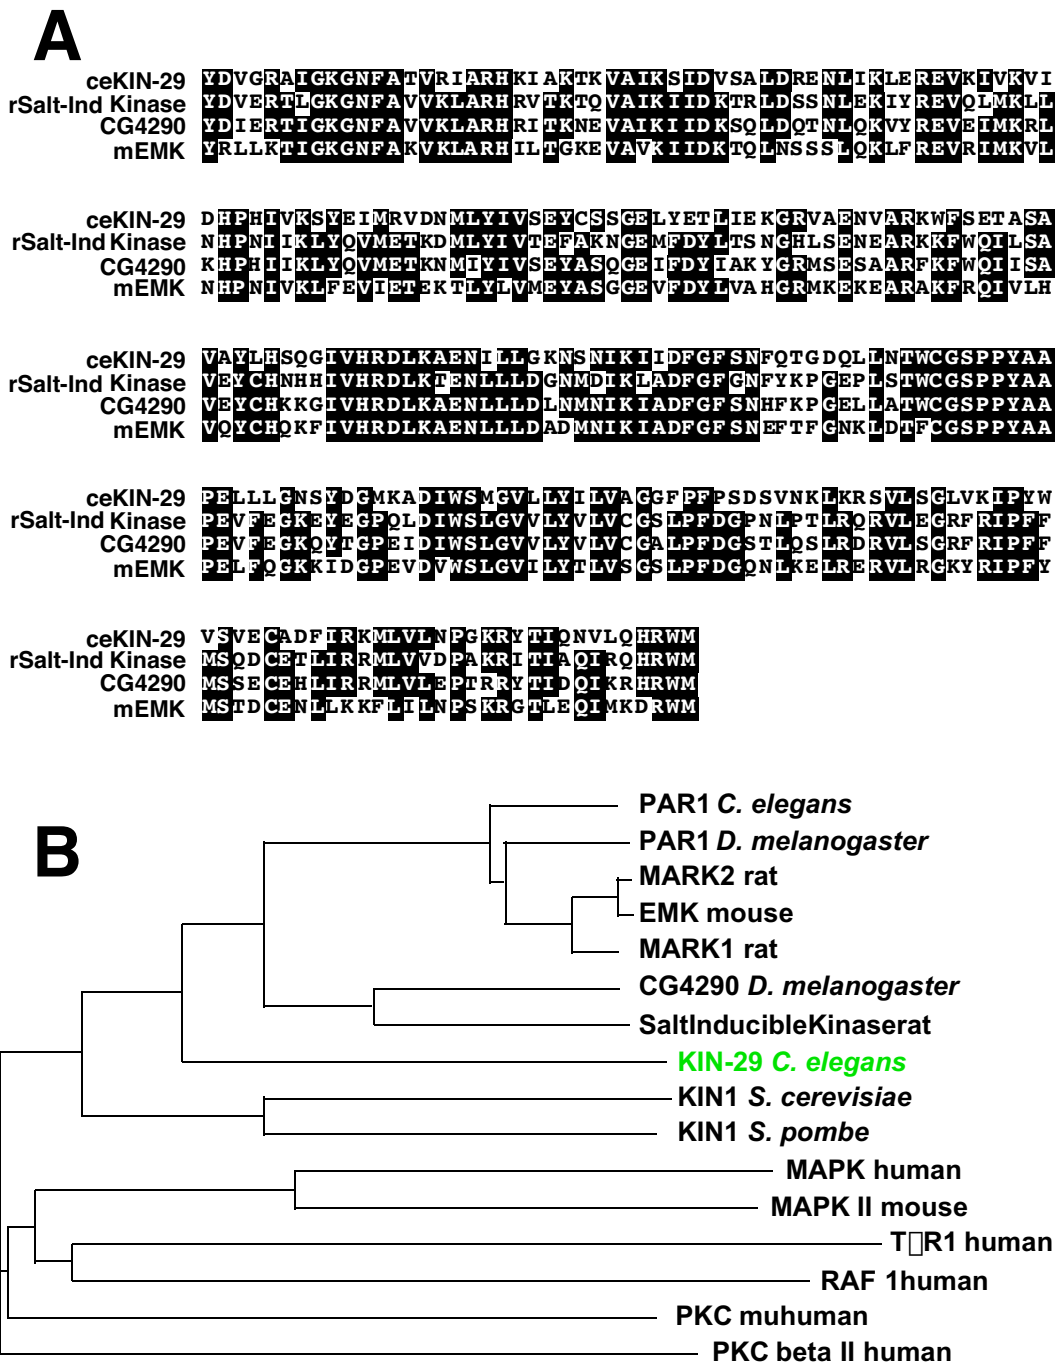 A
ceKIN-29 YDVGRAIGKGNFATVRIARHKIAKTKVAIKSIDVSALDRENLIKLEREVKIVKVI
rSalt-Ind Kinase YDVERTLGKGNFAVVKLARHRVTKTQVAIKIIDKTRLDSSNLEKIYREVQLMKLL
CG4290 YDIERTIGKGNFAVVKLARHRITKNEVAIKIIDKSQLDQTNLQKVYREVEIMKRL
mEMK YRLLKTIGKGNFAKVKLARHILTGKEVAVKIIDKTQLNSSSLQKLFREVRIMKVL
ceKIN-29 DHPHIVKSYEIMRVDNMLYIVSEYCSSGELYETLIEKGRVAENVARKWFSETASA
rSalt-Ind Kinase NHPNIIKLYQVMETKDMLYIVTEFAKNGEMFDYLTSNGHLSENEARKKFWQILSA
CG4290 KHPHIIKLYQVMETKNMIYIVSEYASQGEIFDYIAKYGRMSESAARFKFWQIISA
mEMK NHPNIVKLFEVIETEKTLYLVMEYASGGEVFDYLVAHGRMKEKEARAKFRQIVLH
ceKIN-29 VAYLHSQGIVHRDLKAENILLGKNSNIKIIDFGFSNFQTGDQLLNTWCGSPPYAA
rSalt-Ind Kinase VEYCHNHHIVHRDLKTENLLLDGNMDIKLADFGFGNFYKPGEPLSTWCGSPPYAA
CG4290 VEYCHKKGIVHRDLKAENLLLDLNMNIKIADFGFSNHFKPGELLATWCGSPPYAA
mEMK VQYCHQKFIVHRDLKAENLLLDADMNIKIADFGFSNEFTFGNKLDTFCGSPPYAA
ceKIN-29 PELLLGNSYDGMKADIWSMGVLLYILVAGGFPFPSDSVNKLKRSVLSGLVKIPYW
rSalt-Ind Kinase PEVFEGKEYEGPQLDIWSLGVVLYVLVCGSLPFDGPNLPTLRQRVLEGRFRIPFF
CG4290 PEVFEGKQYTGPEIDIWSLGVVLYVLVCGALPFDGSTLQSLRDRVLSGRFRIPFF
mEMK PELFQGKKIDGPEVDVWSLGVILYTLVSGSLPFDGQNLKELRERVLRGKYRIPFY
ceKIN-29 VSVECADFIRKMLVLNPGKRYTIQNVLQHRWM
rSalt-Ind Kinase MSQDCETLIRRMLVVDPAKRITIAQIRQHRWM
CG4290 MSSECEHLIRRMLVLEPTRRYTIDQIKRHRWM
mEMK MSTDCENLLKKFLILNPSKRGTLEQIMKDRWM
B
PAR1 C. elegans
PAR1 D. melanogaster
MARK2 rat
EMK mouse
MARK1 rat
CG4290 D. melanogaster
SaltInducibleKinaserat
KIN-29 C. elegans
KIN1 S. cerevisiae
KIN1 S. pombe
MAPK human
MAPK II mouse
T□R1 human
RAF 1human
PKC muhuman
PKC beta II human